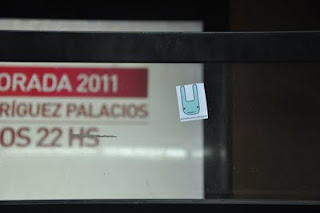 ORADA 2011
RÍGUEZ PALACIOS
OS 22 HS